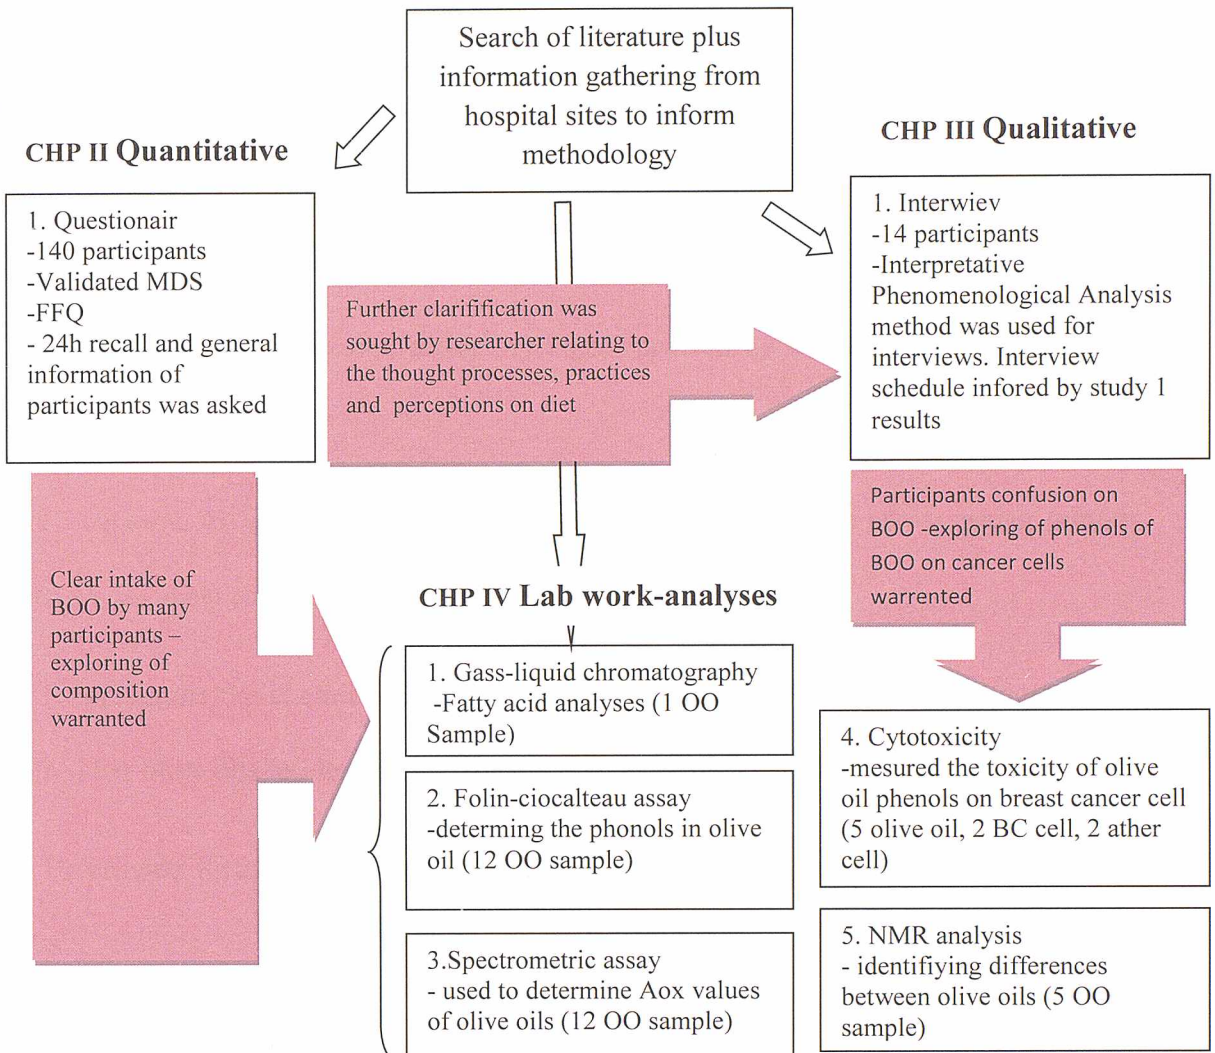 Search of literature plus
information gathering from
hospital sites to inform
methodology
CHP II Quantitative
1. Questionair
-140 participants
-Validated MDS
-FFQ
- 24h recall and general
information of
participants was asked
Further clarifification was
sought by researcher relating to
the thought processes, practices
and perceptions on diet
CHP III Qualitative
1. Interwiev
-14 participants
-Interpretative
Phenomenological Analysis
method was used for
interviews. Interview
schedule infored by study 1
results
Clear intake of
BOO by many
participants –
exploring of
composition
warranted
Participants confusion on
BOO -exploring of phenols of
BOO on cancer cells
warrented
CHP IV Lab work-analyses
1. Gass-liquid chromatography
-Fatty acid analyses (1 OO
Sample)
2. Folin-ciocalteau assay
-determing the phonols in olive
oil (12 OO sample)
3.Spectrometric assay
- used to determine Aox values
of olive oils (12 OO sample)
4. Cytotoxicity
-mesured the toxicity of olive
oil phenols on breast cancer cell
(5 olive oil, 2 BC cell, 2 ather
cell)
5. NMR analysis
- identifiying differences
between olive oils (5 OO
sample)